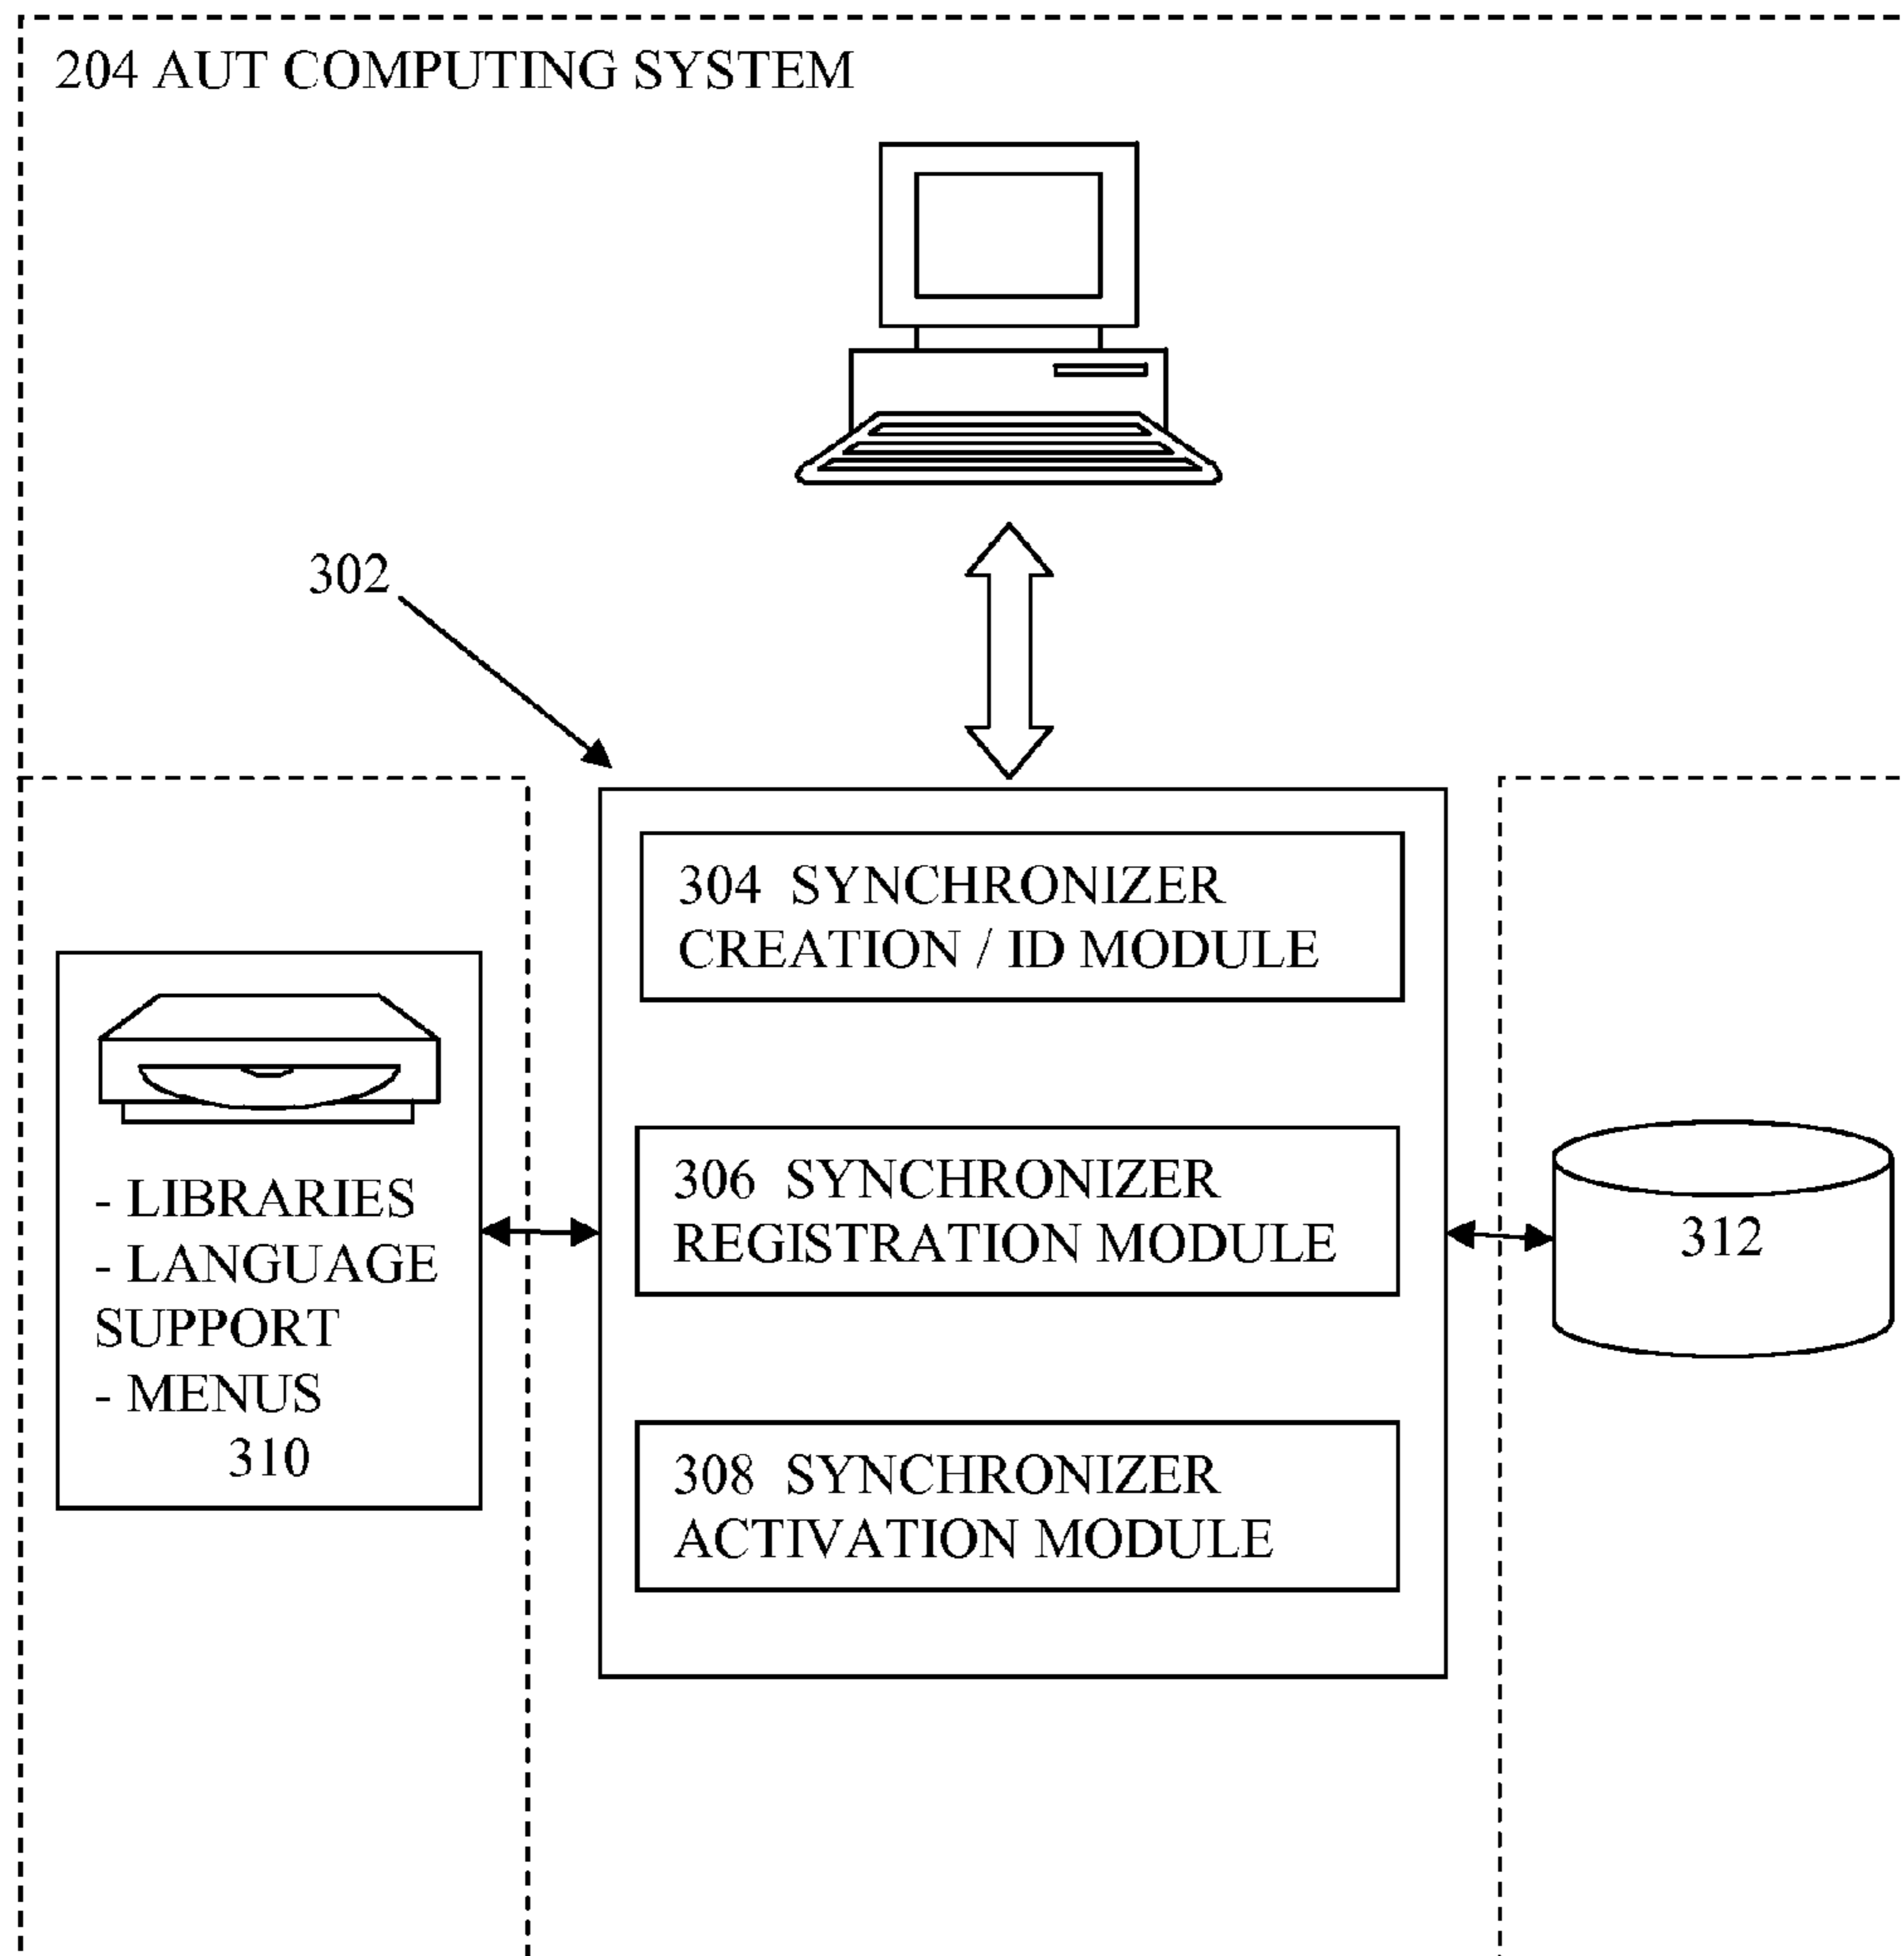 204 AUT COMPUTING SYSTEM
302
304 SYNCHRONIZER
CREATION / ID MODULE
306 SYNCHRONIZER
REGISTRATION MODULE
308 SYNCHRONIZER
ACTIVATION MODULE
- LIBRARIES
- LANGUAGE
SUPPORT
- MENUS
310
312